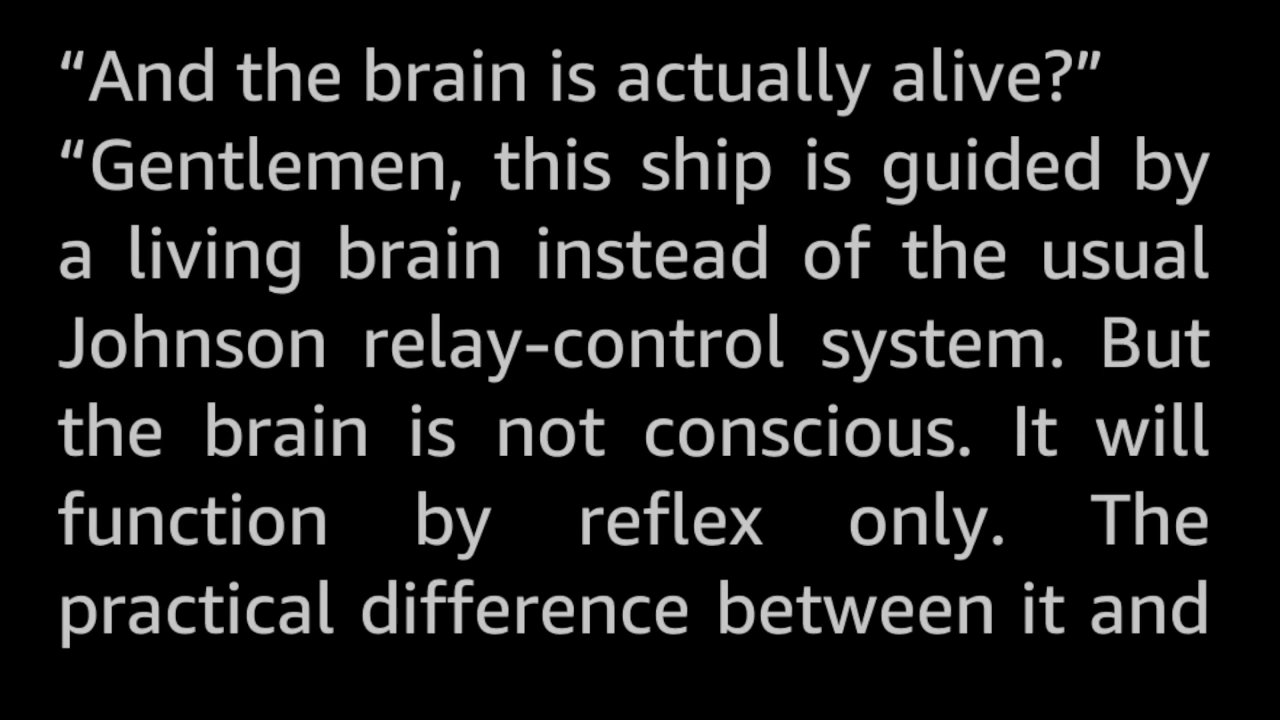 “And the brain is actually alive?”
“Gentlemen, this ship is guided by
a living brain instead of the usual
Johnson relay-control system. But
the brain is not conscious. It will
function by reflex only. The
practical difference between it and